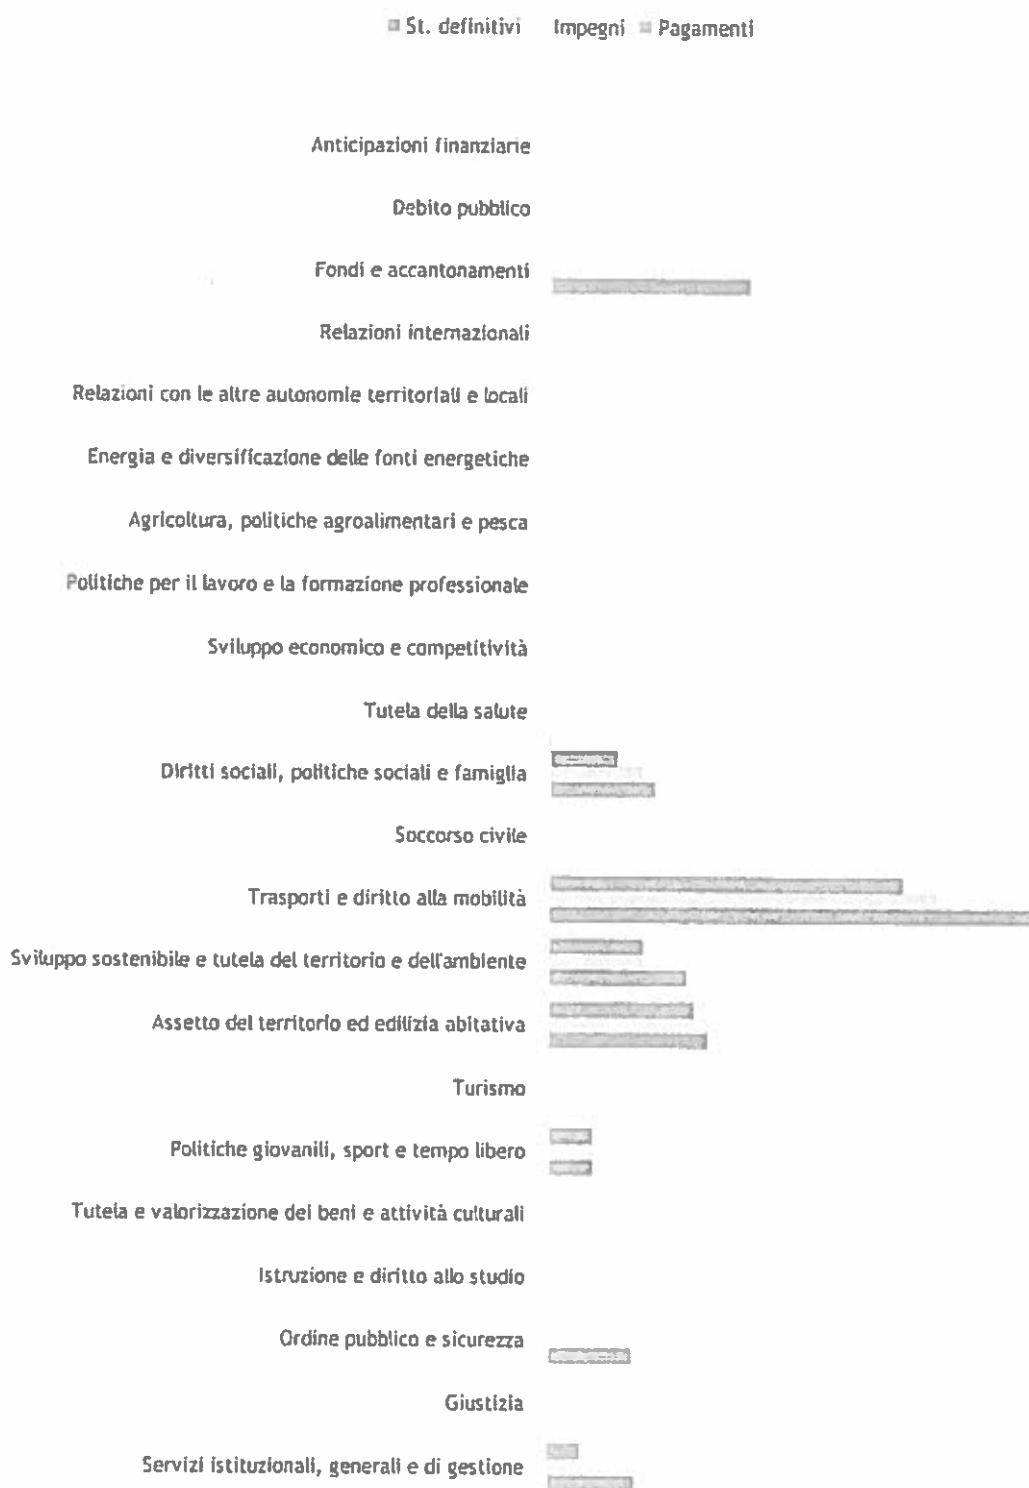 St. definitivi Impegni Pagamenti
Anticipazioni finanziarie
Debito pubblico
Fondi e accantonamenti
Relazioni internazionali
Relazioni con le altre autonomie territoriali e locali
Energia e diversificazione delle fonti energetiche
Agricoltura, politiche agroalimentari e pesca
Politiche per il lavoro e la formazione professionale
Sviluppo economico e competitività
Tutela della salute
Diritti sociali, politiche sociali e famiglia
Soccorso civile
Trasporti e diritto alla mobilità
Sviluppo sostenibile e tutela del territorio e dell'ambiente
Assetto del territorio ed edilizia abitativa
Turismo
Politiche giovanili, sport e tempo libero
Tutela e valorizzazione dei beni e attività culturali
Istruzione e diritto allo studio
Ordine pubblico e sicurezza
Giustizia
Servizi istituzionali, generali e di gestione